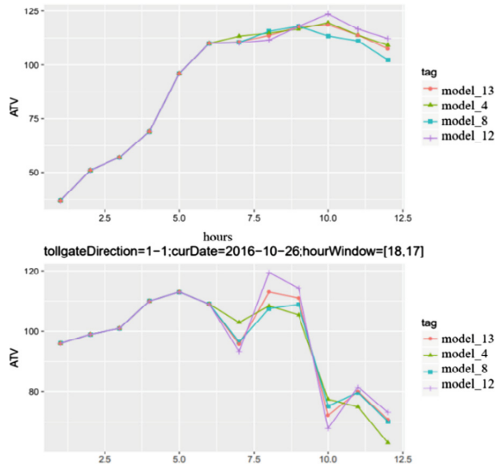 125
100
75
50
ATV
2.5 5.0 7.5 10.0 12.5
hours
tag
model_13
model_4
model_8
model_12
tollgateDirection=1−1;curDate=2016−10−26;hourWindow=[18,17]
120
100
80
ATV
2.5 5.0 7.5 10.0 12.5
tag
model_13
model_4
model_8
model_12